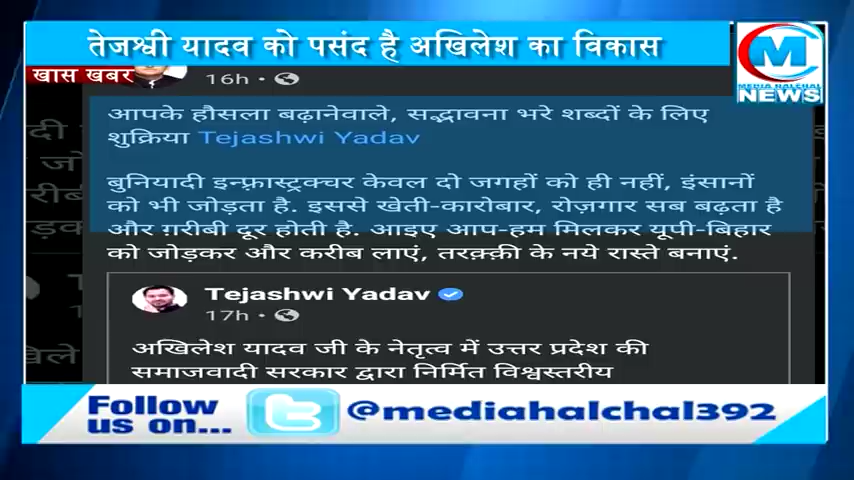 तेजश्वी यादव को पसंद है अखिलेश का विकास
MEDIA HALCHAL
NEWS
खास खबर
16h •
आपके हौसला बढ़ानेवाले, सद्भावना भरे शब्दों के लिए
शुक्रिया Tejashwi Yadav
बुनियादी इन्फ़्रास्ट्रक्चर केवल दो जगहों को ही नहीं, इंसानों
को भी जोड़ता है. इससे खेती-कारोबार, रोज़गार सब बढ़ता है
और ग़रीबी दूर होती है. आइए आप-हम मिलकर यूपी-बिहार
को जोड़कर और करीब लाएं, तरक़्क़ी के नये रास्ते बनाएं.
Tejashwi Yadav
17h •
अखिलेश यादव जी के नेतृत्व में उत्तर प्रदेश की
समाजवादी सरकार द्वारा निर्मित विश्वस्तरीय
Follow
us on...
@mediahalchal392